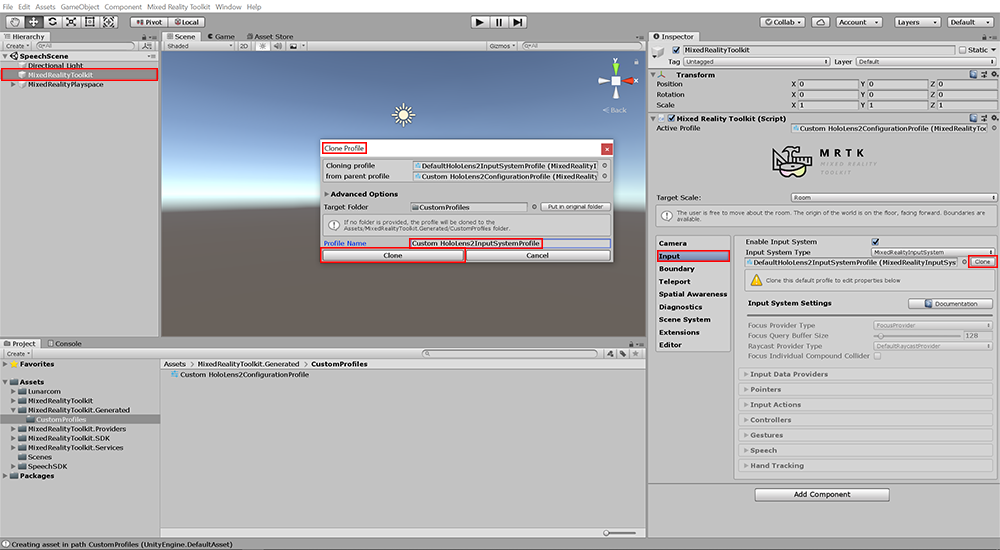 File Edit Assets GameObject Component Mixed Reality Toolkit Window Help
Pivot Local
Collab Account Layers Default
Hierarchy
Create All
SpeechScene
Directional Light
MixedRealityToolkit
MixedRealityPlayspace
Scene Game Asset Store
Shaded 2D Gizmos All
y
x
Back
Clone Profile
Cloning profile DefaultHoloLens2InputSystemProfile (MixedRealityI
from parent profile Custom HoloLens2ConfigurationProfile (MixedReality
Advanced Options
Target Folder CustomProfiles Put in original folder
If no folder is provided, the profile will be cloned to the
Assets/MixedRealityToolkit.Generated/CustomProfiles folder.
Profile Name Custom HoloLens2InputSystemProfile
Clone Cancel
Project Console
Create
Favorites
Assets
Lunarcom
MixedRealityToolkit
MixedRealityToolkit.Generated
CustomProfiles
MixedRealityToolkit.Providers
MixedRealityToolkit.SDK
MixedRealityToolkit.Services
Scenes
SpeechSDK
Packages
Assets MixedRealityToolkit.Generated CustomProfiles
Custom HoloLens2ConfigurationProfile
Inspector
MixedRealityToolkit Static
Tag Untagged Layer Default
Transform
Position X 0 Y 0 Z 0
Rotation X 0 Y 0 Z 0
Scale X 1 Y 1 Z 1
Mixed Reality Toolkit (Script)
Active Profile Custom HoloLens2ConfigurationProfile (MixedRealityToo
MRTK
MIXED REALITY
TOOLKIT
Target Scale: Room
The user is free to move about the room. The origin of the world is on the floor, facing forward. Boundaries are
available.
Camera
Input
Boundary
Teleport
Spatial Awareness
Diagnostics
Scene System
Extensions
Editor
Enable Input System
Input System Type MixedRealityInputSystem
DefaultHoloLens2InputSystemProfile (MixedRealityInputSys Clone
Clone this default profile to edit properties below
Input System Settings Documentation
Focus Provider Type FocusProvider
Focus Query Buffer Size 128
Raycast Provider Type DefaultRaycastProvider
Focus Individual Compound Collider
Input Data Providers
Pointers
Input Actions
Controllers
Gestures
Speech
Hand Tracking
Add Component
Creating asset in path CustomProfiles (UnityEngine.DefaultAsset)